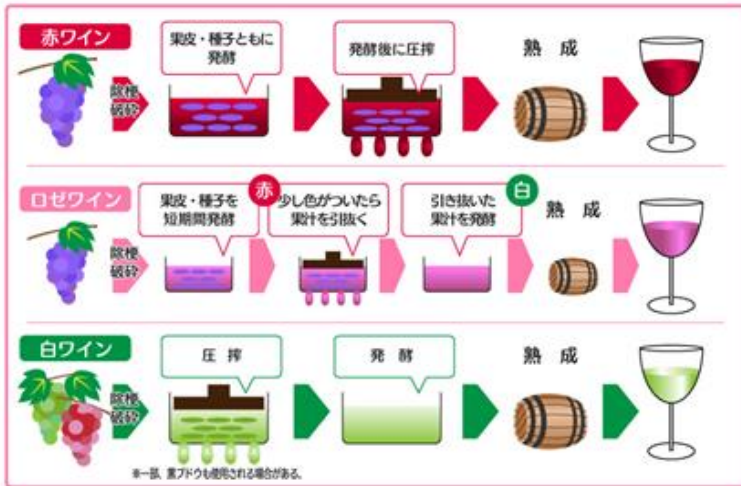 赤ワイン
果皮・種子ともに
発酵
発酵後に圧搾
熟成
除梗
破砕
ロゼワイン
果皮・種子を
短期間発酵
赤
少し色がついたら
果汁を引抜く
引き抜いた
果汁を発酵
白
熟成
除梗
破砕
白ワイン
圧搾
発酵
熟成
除梗
破砕
※一部、黒ブドウも使用される場合がある。